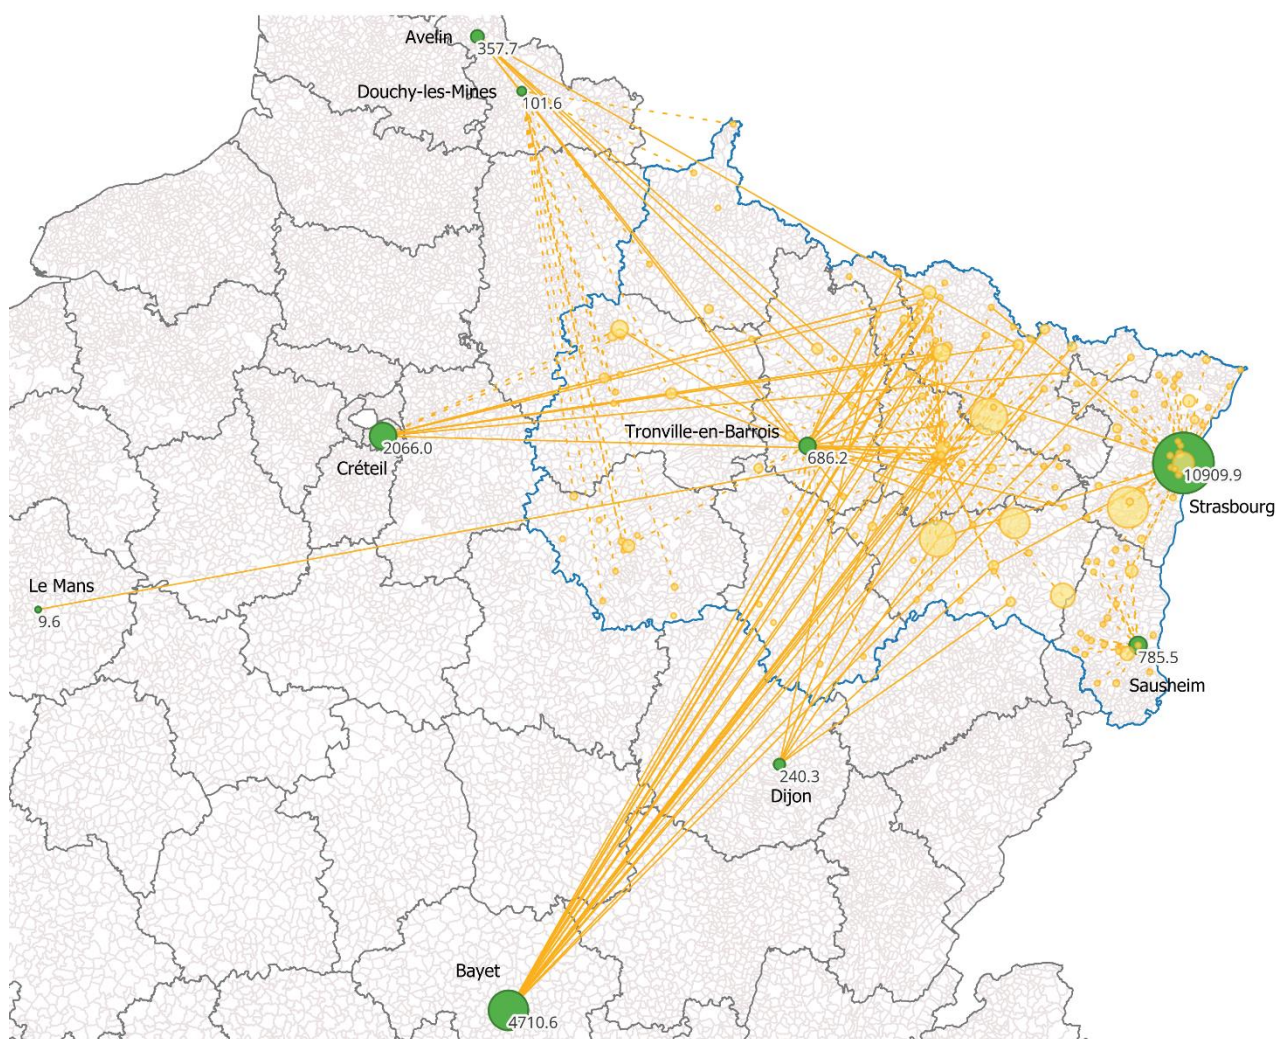 Avelin
357.7
Douchy-les-Mines
101.6
Tronville-en-Barrois
686.2
2066.0
Créteil
10909.9
Strasbourg
Le Mans
9.6
785.5
Sausheim
240.3
Dijon
Bayet
4710.6